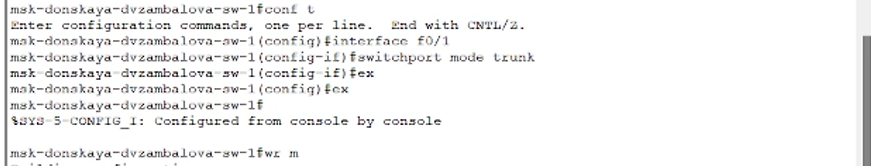 msk-donskaya-dvzambalova-sw-1#conf t
Enter configuration commands, one per line.  End with CNTL/Z.
msk-donskaya-dvzambalova-sw-1(config)#interface f0/1
msk-donskaya-dvzambalova-sw-1(config-if)#switchport mode trunk
msk-donskaya-dvzambalova-sw-1(config-if)#ex
msk-donskaya-dvzambalova-sw-1(config)#ex
msk-donskaya-dvzambalova-sw-1#
%SYS-5-CONFIG_I: Configured from console by console
msk-donskaya-dvzambalova-sw-1#wr m